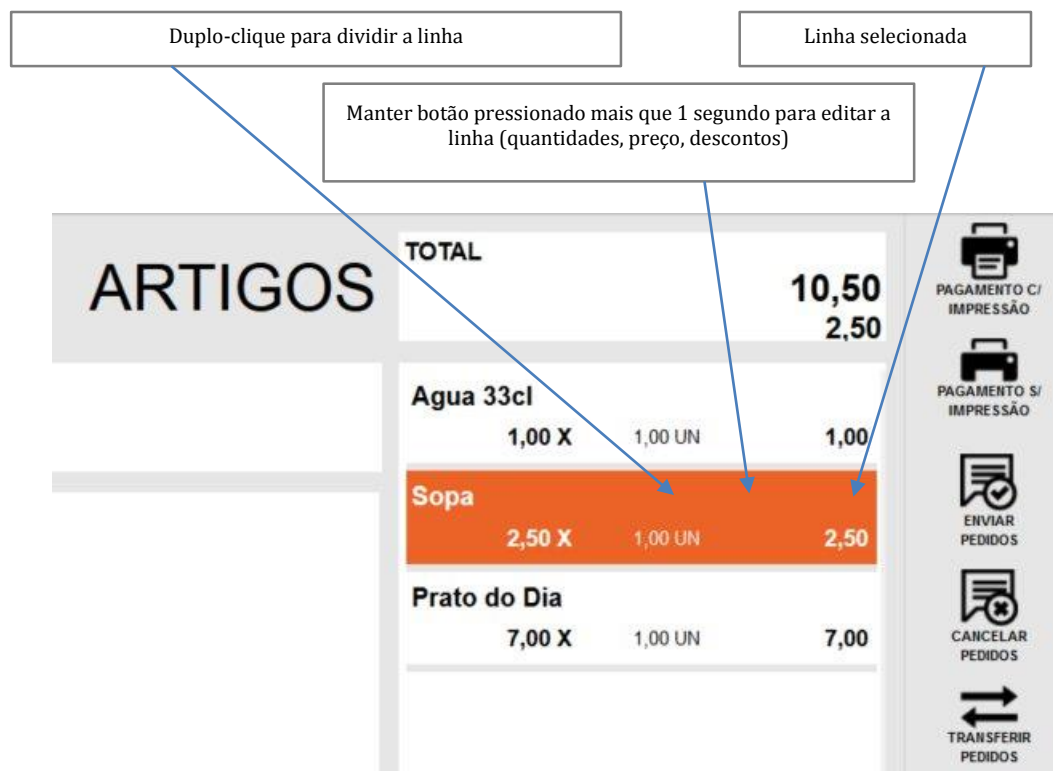 Duplo-clique para dividir a linha
Linha selecionada
Manter botão pressionado mais que 1 segundo para editar a
linha (quantidades, preço, descontos)
ARTIGOS
TOTAL
10,50
2,50
Agua 33cl
1,00 X 1,00 UN 1,00
Sopa
2,50 X 1,00 UN 2,50
Prato do Dia
7,00 X 1,00 UN 7,00
PAGAMENTO C/
IMPRESSÃO
PAGAMENTO S/
IMPRESSÃO
ENVIAR
PEDIDOS
CANCELAR
PEDIDOS
TRANSFERIR
PEDIDOS